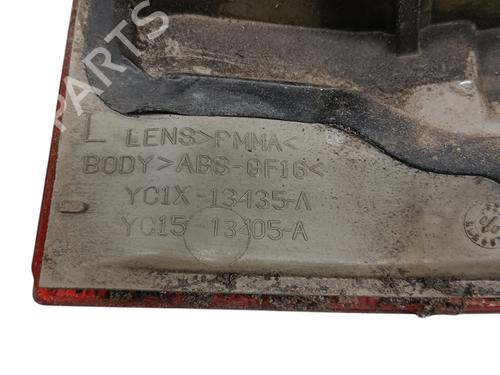 B-PARTS
L LENS>PMMA<
BODY>ABS-GF16<
YC1X-13435-A
YC15-13405-A